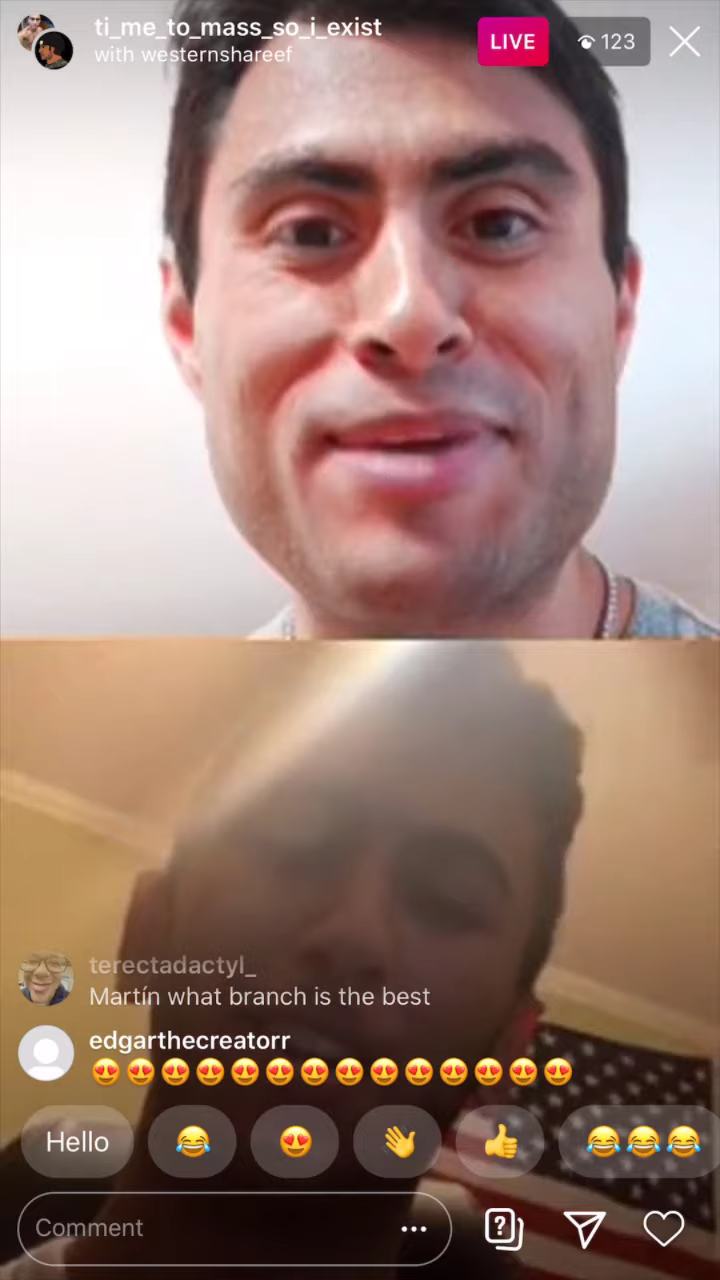 ti_me_to_mass_so_i_exist
with westernshareef
LIVE
123
terectadactyl_
Martín what branch is the best
edgarthecreatorr
😍😍😍😍😍😍😍😍😍😍😍😍😍😍
Hello 😂 😍 👋 👍 😂😂😂
Comment